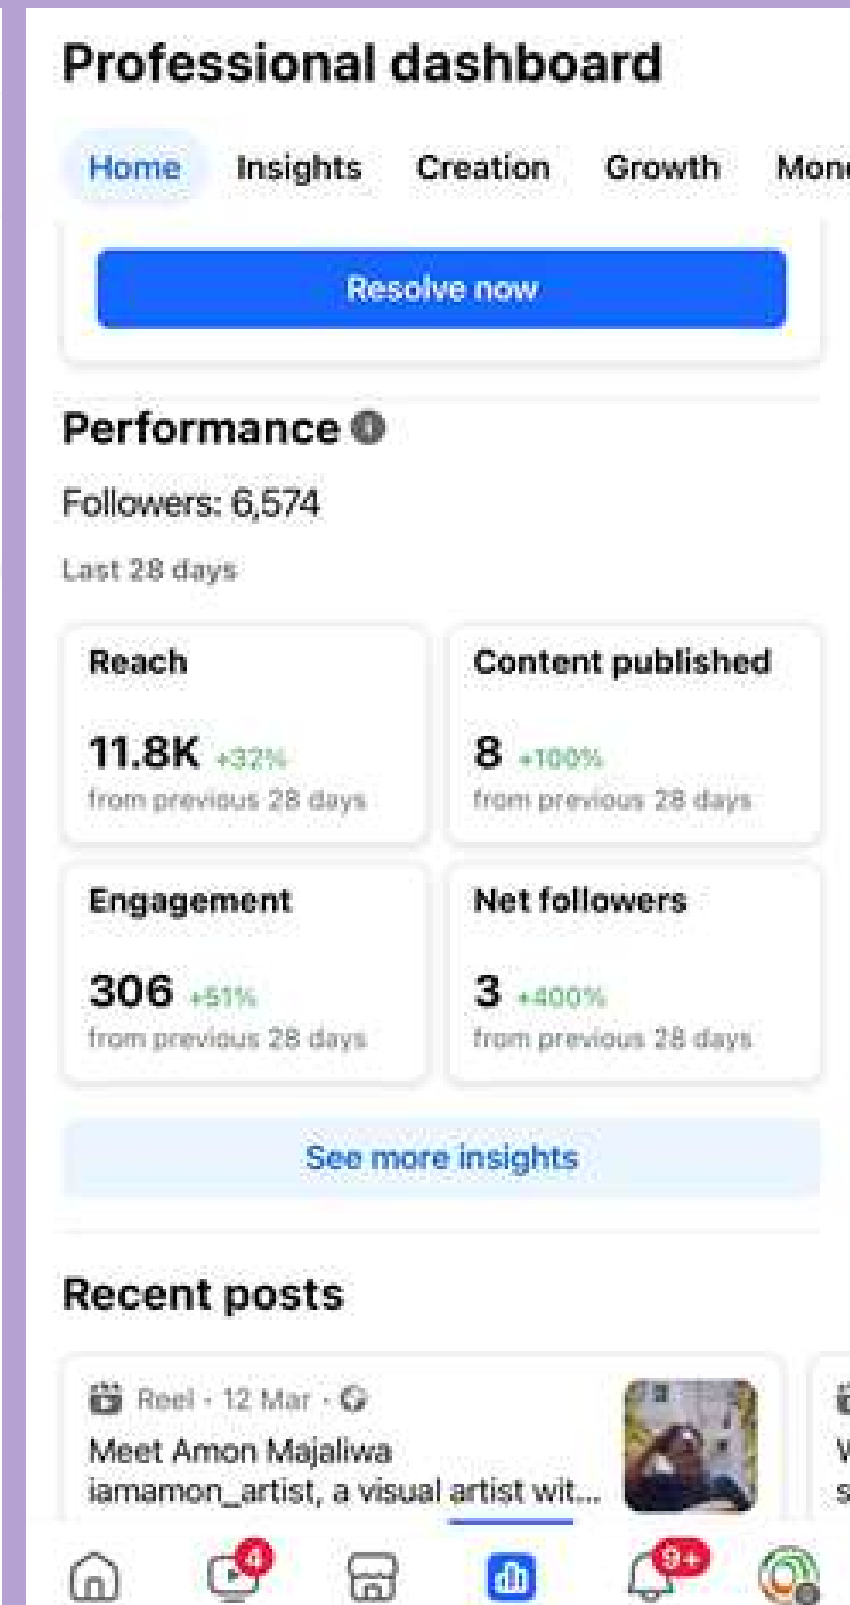 Professional dashboard
Home Insights Creation Growth Mon
Resolve now
Performance
Followers: 6,574
Last 28 days
Reach
11.8K +32%
from previous 28 days
Content published
8 +100%
from previous 28 days
Engagement
306 +51%
from previous 28 days
Net followers
3 +400%
from previous 28 days
See more insights
Recent posts
Reel · 12 Mar ·
Meet Amon Majaliwa
iamamon_artist, a visual artist wit...
4
9+